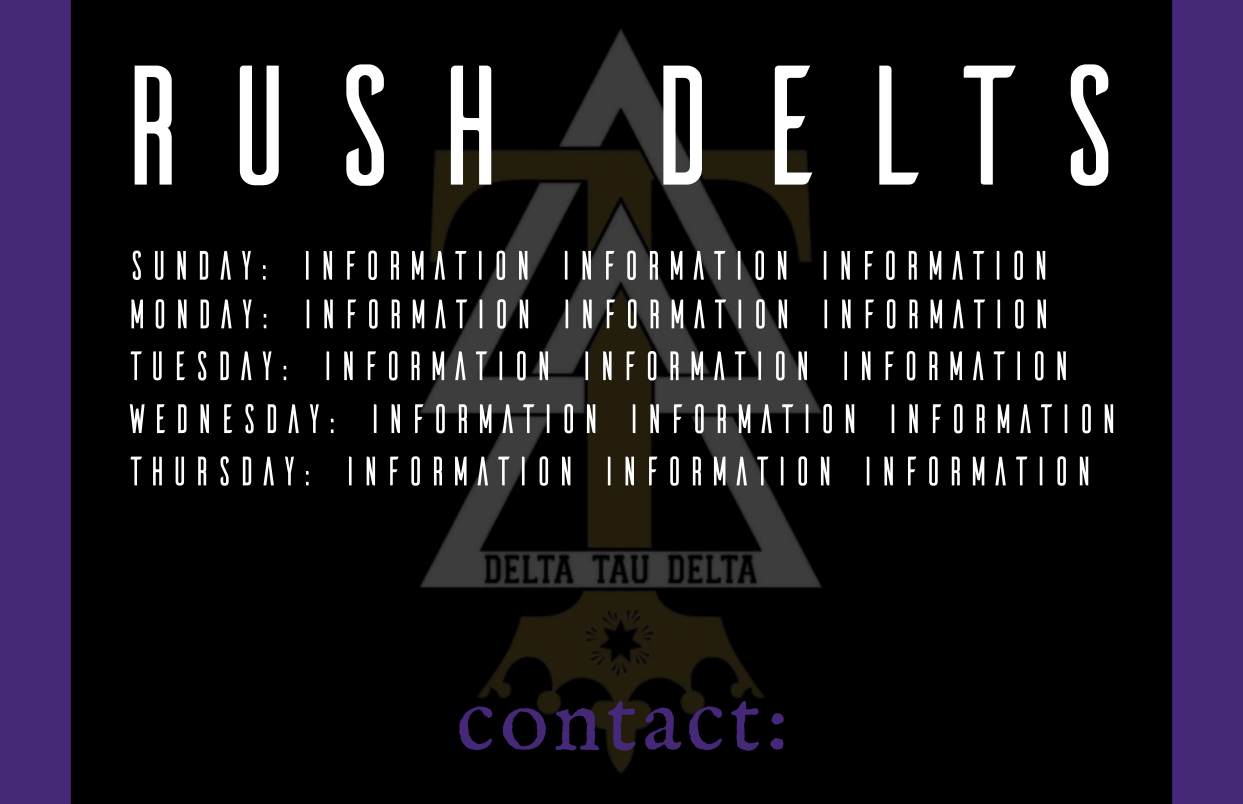 RUSH DELTS
SUNDAY: INFORMATION INFORMATION INFORMATION
MONDAY: INFORMATION INFORMATION INFORMATION
TUESDAY: INFORMATION INFORMATION INFORMATION
WEDNESDAY: INFORMATION INFORMATION INFORMATION
THURSDAY: INFORMATION INFORMATION INFORMATION
DELTA TAU DELTA
contact: